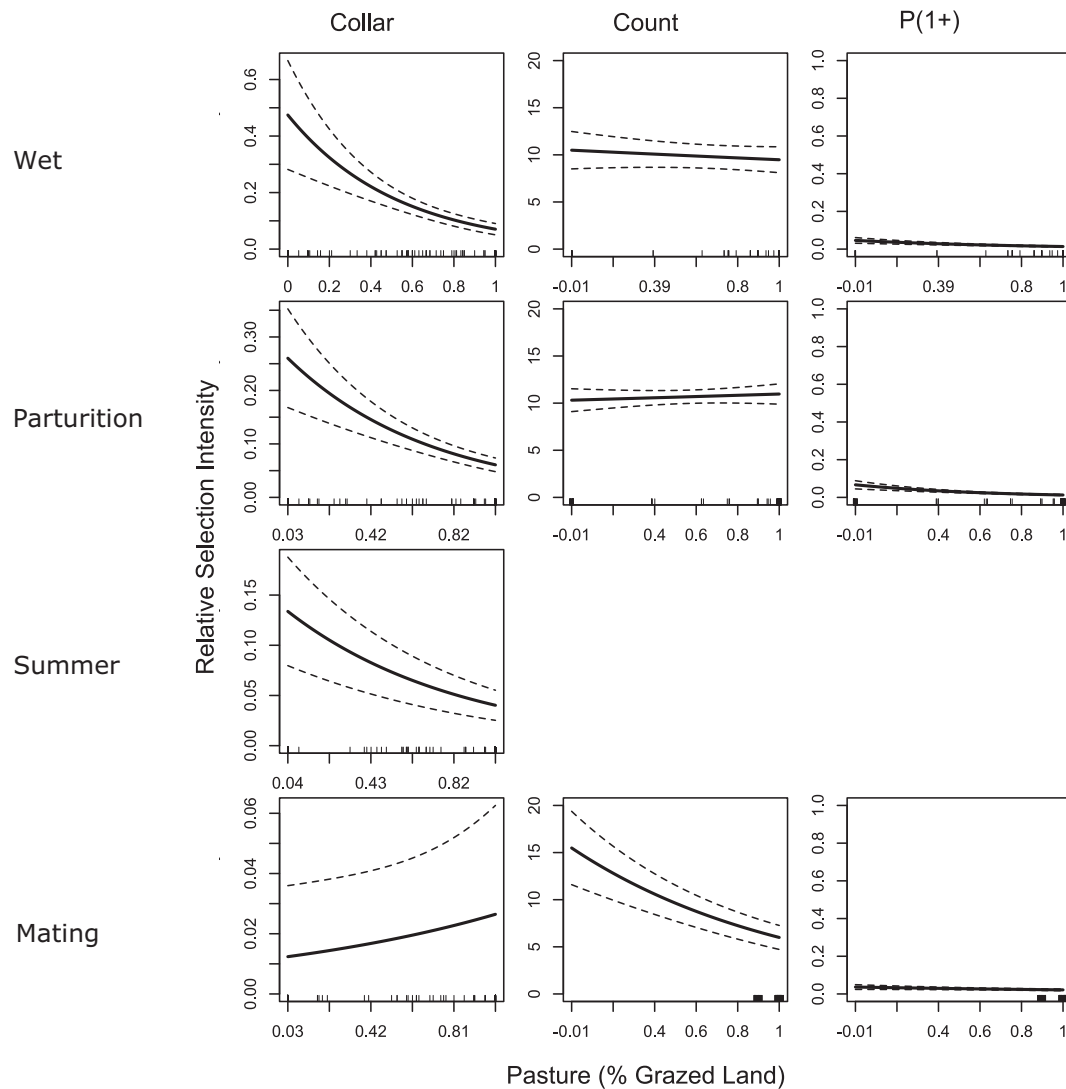 Collar Count P(1+)
Wet
0.0 0.2 0.4 0.6
0 5 10 15 20
0.0 0.2 0.4 0.6 0.8 1.0
0 0.2 0.4 0.6 0.8 1
-0.01 0.39 0.8 1
-0.01 0.39 0.8 1
Parturition
0.00 0.10 0.20 0.30
0 5 10 15 20
0.0 0.2 0.4 0.6 0.8 1.0
0.03 0.42 0.82
-0.01 0.4 0.8 1
-0.01 0.4 0.8 1
Relative Selection Intensity
Summer
0.00 0.05 0.10 0.15
0.04 0.43 0.82
Mating
0.00 0.02 0.04 0.06
0 5 10 15 20
0.0 0.2 0.4 0.6 0.8 1.0
0.03 0.42 0.81
-0.01 0.4 0.8 1
-0.01 0.4 0.8 1
Pasture (% Grazed Land)